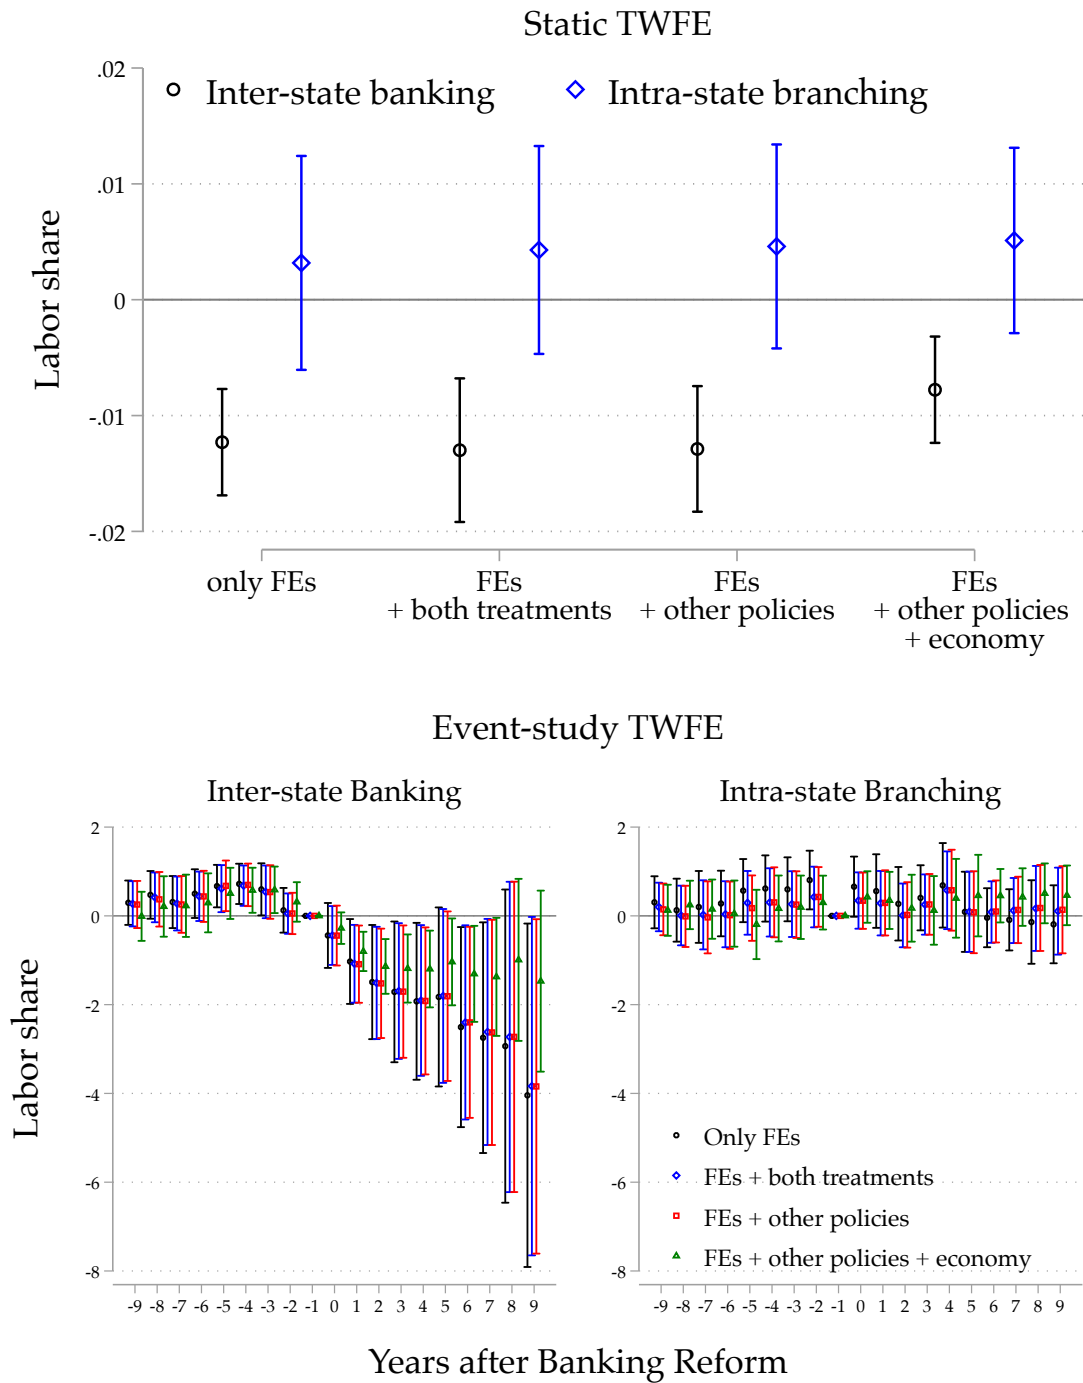 Static TWFE
Inter-state banking
Intra-state branching
Labor share
.02
.01
0
-.01
-.02
only FEs
FEs
+ both treatments
FEs
+ other policies
FEs
+ other policies
+ economy
Event-study TWFE
Labor share
Inter-state Banking
2
0
-2
-4
-6
-8
-9 -8 -7 -6 -5 -4 -3 -2 -1 0 1 2 3 4 5 6 7 8 9
Intra-state Branching
2
0
-2
-4
-6
-8
Only FEs
FEs + both treatments
FEs + other policies
FEs + other policies + economy
-9 -8 -7 -6 -5 -4 -3 -2 -1 0 1 2 3 4 5 6 7 8 9
Years after Banking Reform